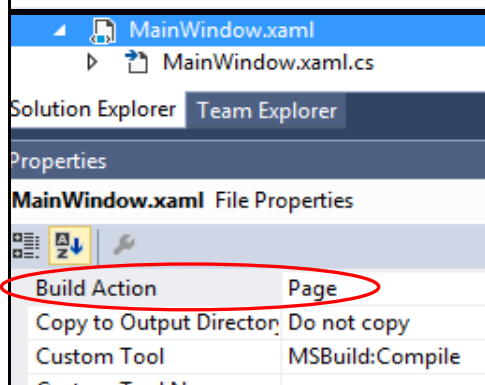 MainWindow.xaml
MainWindow.xaml.cs
Solution Explorer Team Explorer
Properties
MainWindow.xaml File Properties
Build Action Page
Copy to Output Director Do not copy
Custom Tool MSBuild:Compile